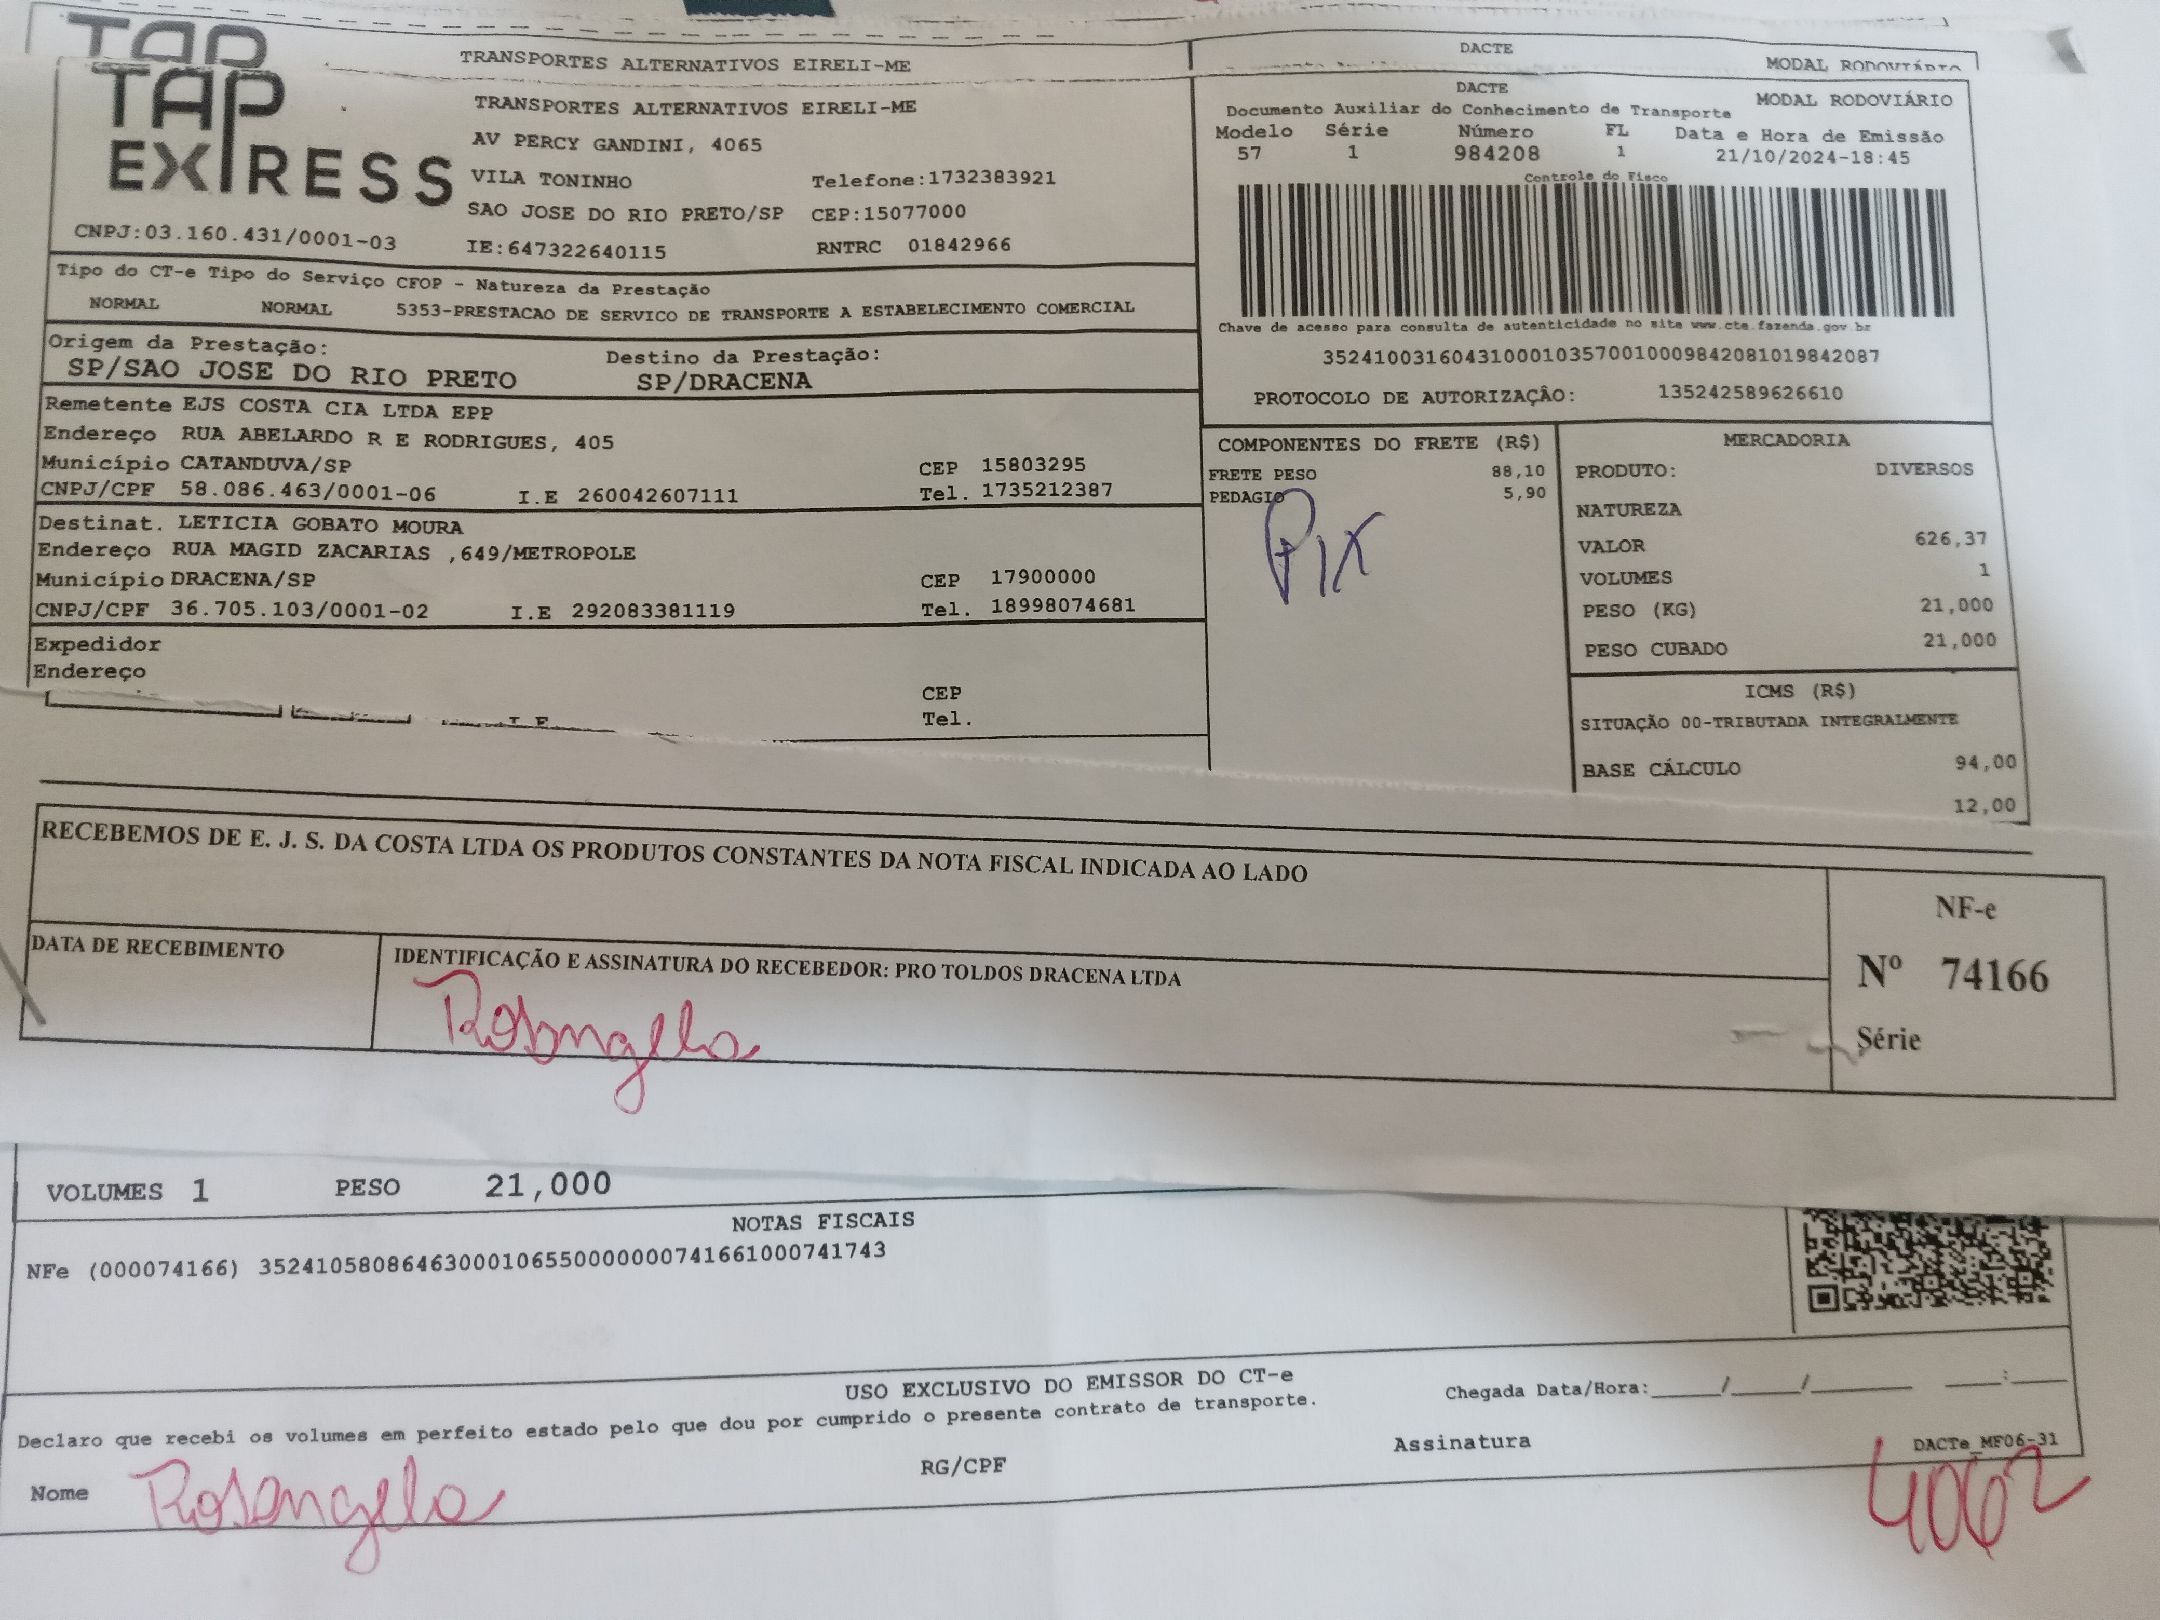 TAP
TRANSPORTES ALTERNATIVOS EIRELI-ME
DACTE
MODAL RODOVIÁRIO
TAP
EXPRESS
CNPJ:03.160.431/0001-03
TRANSPORTES ALTERNATIVOS EIRELI-ME
AV PERCY GANDINI, 4065
VILA TONINHO Telefone:1732383921
SAO JOSE DO RIO PRETO/SP CEP:15077000
IE:647322640115 RNTRC 01842966
DACTE
Documento Auxiliar do Conhecimento de Transporte MODAL RODOVIÁRIO
Modelo Série Número FL Data e Hora de Emissão
57 1 984208 1 21/10/2024-18:45
Controle do Fisco
Chave de acesso para consulta de autenticidade no site www.cte.fazenda.gov.br
35241003160431000103570010009842081019842087
PROTOCOLO DE AUTORIZAÇÂO: 135242589626610
Tipo do CT-e Tipo do Serviço CFOP - Natureza da Prestação
NORMAL NORMAL 5353-PRESTACAO DE SERVICO DE TRANSPORTE A ESTABELECIMENTO COMERCIAL
Origem da Prestação: Destino da Prestação:
SP/SAO JOSE DO RIO PRETO SP/DRACENA
Remetente EJS COSTA CIA LTDA EPP
Endereço RUA ABELARDO R E RODRIGUES, 405
Município CATANDUVA/SP CEP 15803295
CNPJ/CPF 58.086.463/0001-06 I.E 260042607111 Tel. 1735212387
Destinat. LETICIA GOBATO MOURA
Endereço RUA MAGID ZACARIAS ,649/METROPOLE
Município DRACENA/SP CEP 17900000
CNPJ/CPF 36.705.103/0001-02 I.E 292083381119 Tel. 18998074681
Expedidor
Endereço
CEP
I.E Tel.
COMPONENTES DO FRETE (R$)
FRETE PESO 88,10
PEDAGIO 5,90
PIX
MERCADORIA
PRODUTO: DIVERSOS
NATUREZA
VALOR 626,37
VOLUMES 1
PESO (KG) 21,000
PESO CUBADO 21,000
ICMS (R$)
SITUAÇÃO 00-TRIBUTADA INTEGRALMENTE
BASE CÁLCULO 94,00
12,00
RECEBEMOS DE E. J. S. DA COSTA LTDA OS PRODUTOS CONSTANTES DA NOTA FISCAL INDICADA AO LADO
DATA DE RECEBIMENTO
IDENTIFICAÇÃO E ASSINATURA DO RECEBEDOR: PRO TOLDOS DRACENA LTDA
Rosangela
NF-e
Nº 74166
Série
VOLUMES 1 PESO 21,000
NOTAS FISCAIS
NFe (000074166) 35241058086463000106550000000741661000741743
USO EXCLUSIVO DO EMISSOR DO CT-e
Chegada Data/Hora:_____/_____/_______ ____:____
Declaro que recebi os volumes em perfeito estado pelo que dou por cumprido o presente contrato de transporte.
Nome Rosangela RG/CPF Assinatura
DACTe_MF06-31
4062